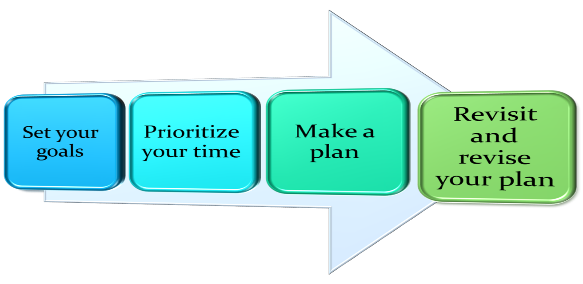 Set your
goals
Prioritize
your time
Make a
plan
Revisit
and
revise
your plan